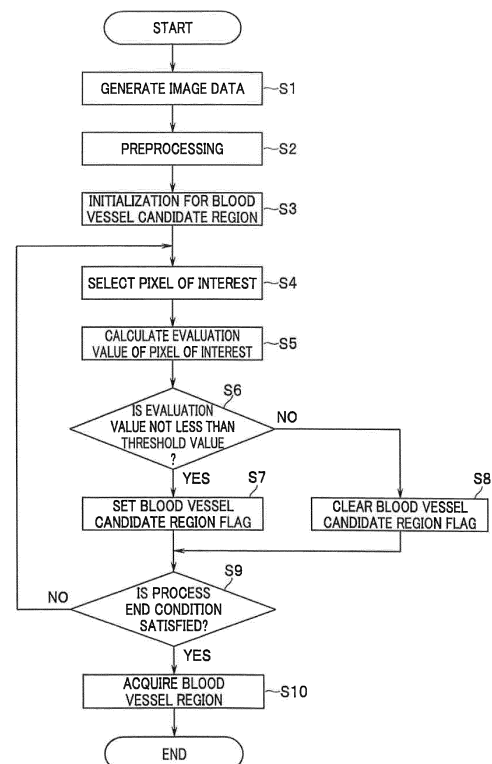 START
GENERATE IMAGE DATA
S1
PREPROCESSING
S2
INITIALIZATION FOR BLOOD
VESSEL CANDIDATE REGION
S3
SELECT PIXEL OF INTEREST
S4
CALCULATE EVALUATION
VALUE OF PIXEL OF INTEREST
S5
S6
IS EVALUATION
VALUE NOT LESS THAN
THRESHOLD VALUE
?
NO
YES
S7
SET BLOOD VESSEL
CANDIDATE REGION FLAG
S8
CLEAR BLOOD VESSEL
CANDIDATE REGION FLAG
S9
IS PROCESS
END CONDITION
SATISFIED?
NO
YES
ACQUIRE BLOOD
VESSEL REGION
S10
END